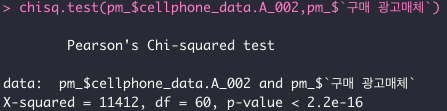 > chisq.test(pm_$cellphone_data.A_002,pm_$`구매 광고매체`)
Pearson's Chi-squared test
data:  pm_$cellphone_data.A_002 and pm_$`구매 광고매체`
X-squared = 11412, df = 60, p-value < 2.2e-16